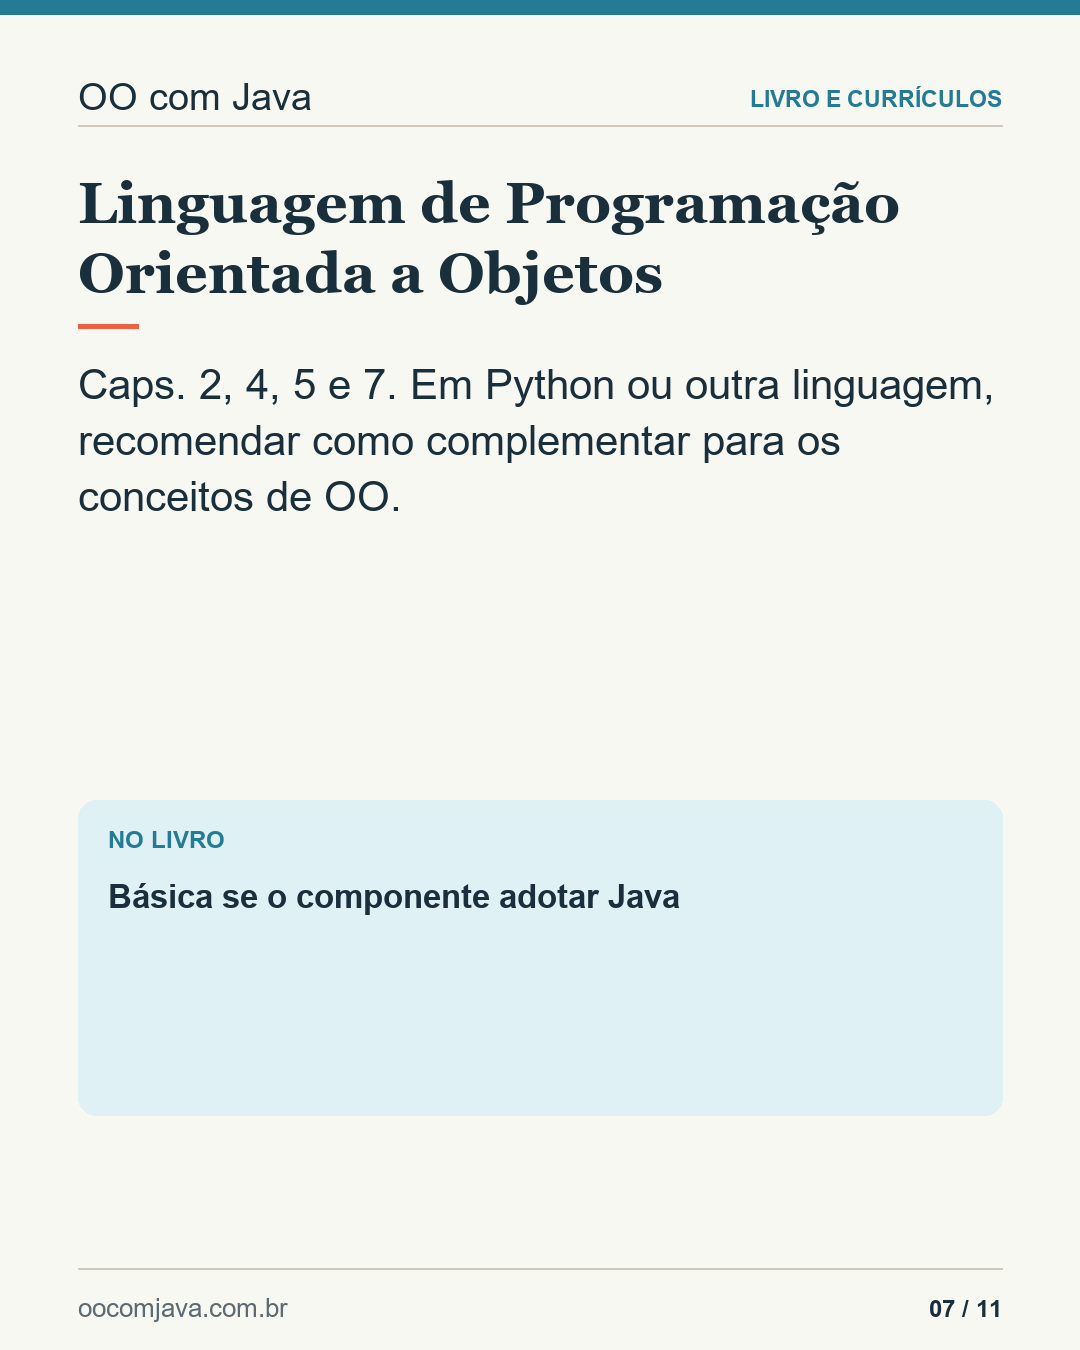 OO com Java
LIVRO E CURRÍCULOS
Linguagem de Programação
Orientada a Objetos
Caps. 2, 4, 5 e 7. Em Python ou outra linguagem,
recomendar como complementar para os
conceitos de OO.
NO LIVRO
Básica se o componente adotar Java
oocomjava.com.br
07 / 11